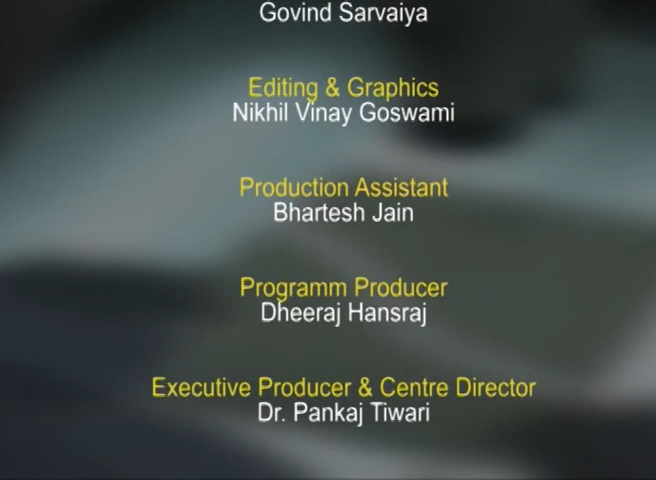 Govind Sarvaiya
Editing & Graphics
Nikhil Vinay Goswami
Production Assistant
Bhartesh Jain
Programm Producer
Dheeraj Hansraj
Executive Producer & Centre Director
Dr. Pankaj Tiwari